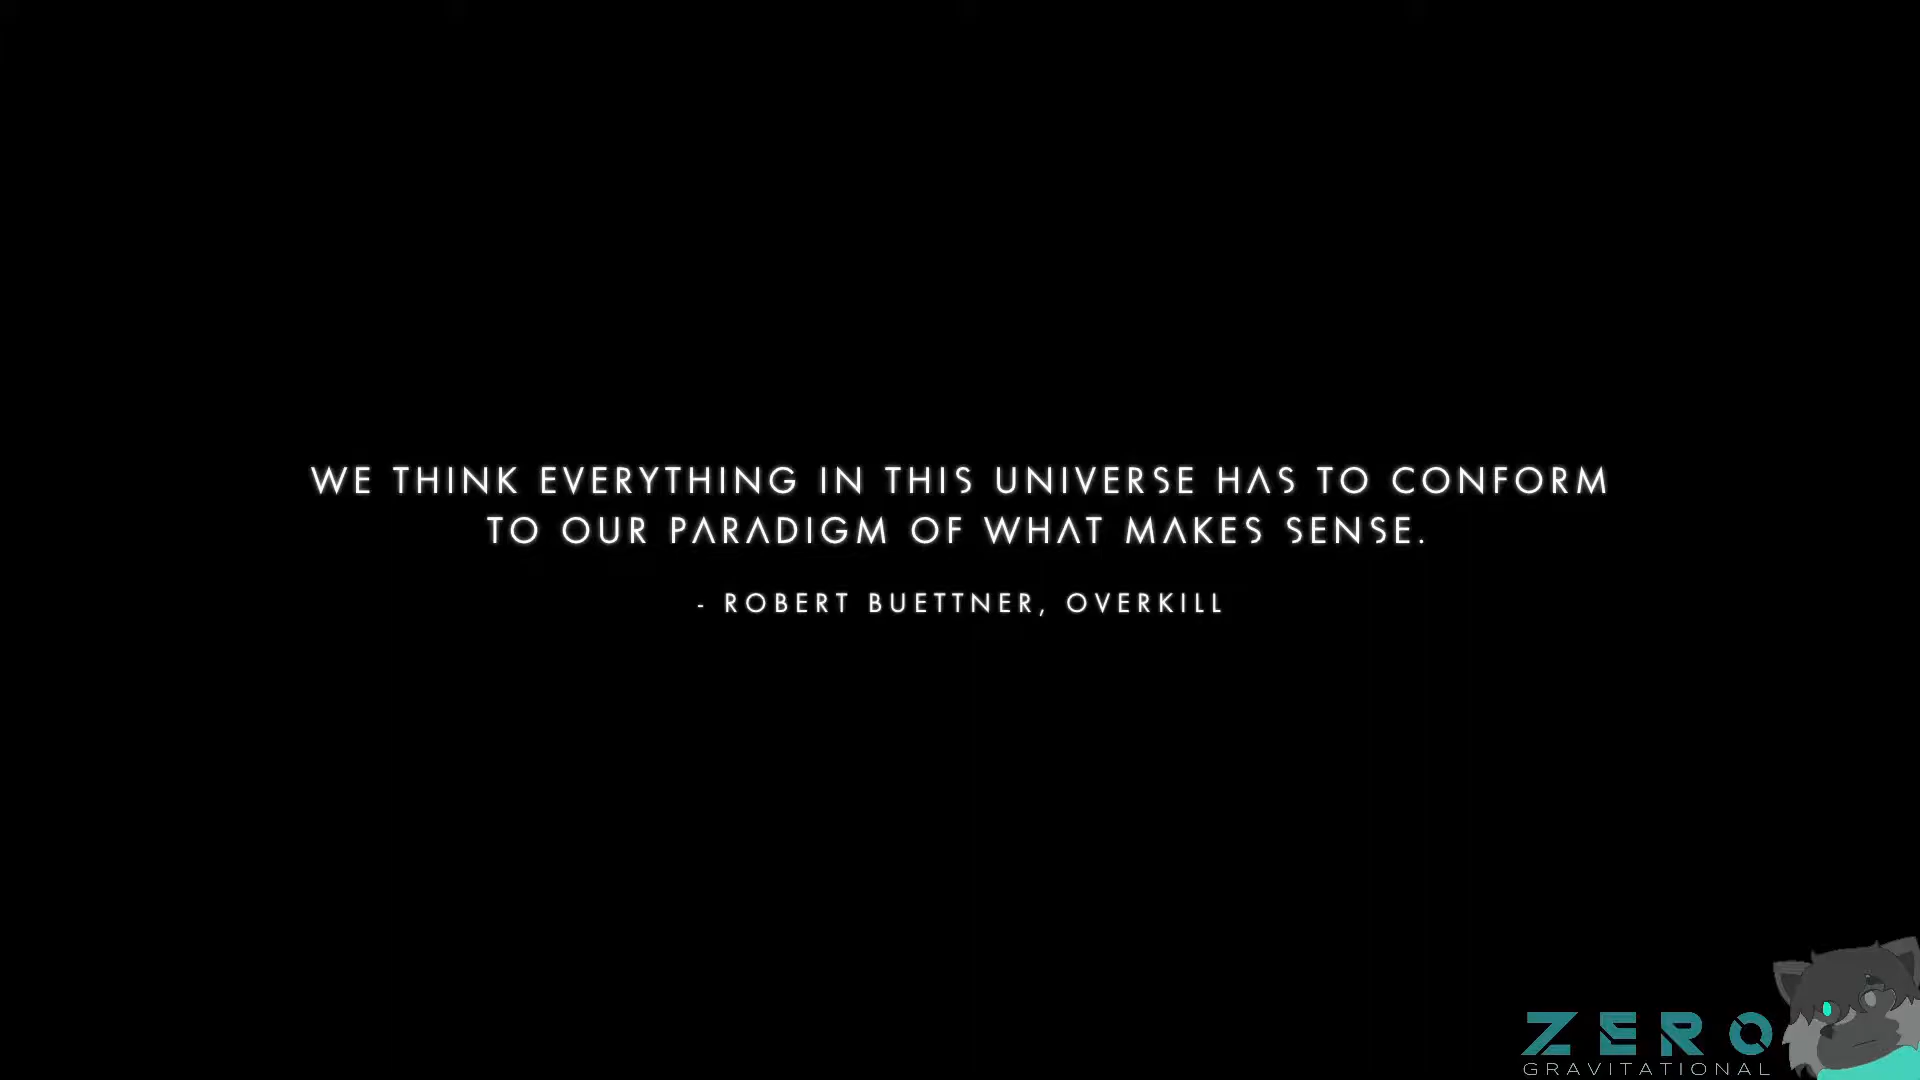 WE THINK EVERYTHING IN THIS UNIVERSE HAS TO CONFORM
TO OUR PARADIGM OF WHAT MAKES SENSE.
- ROBERT BUETTNER, OVERKILL
ZERO
GRAVITATIONAL